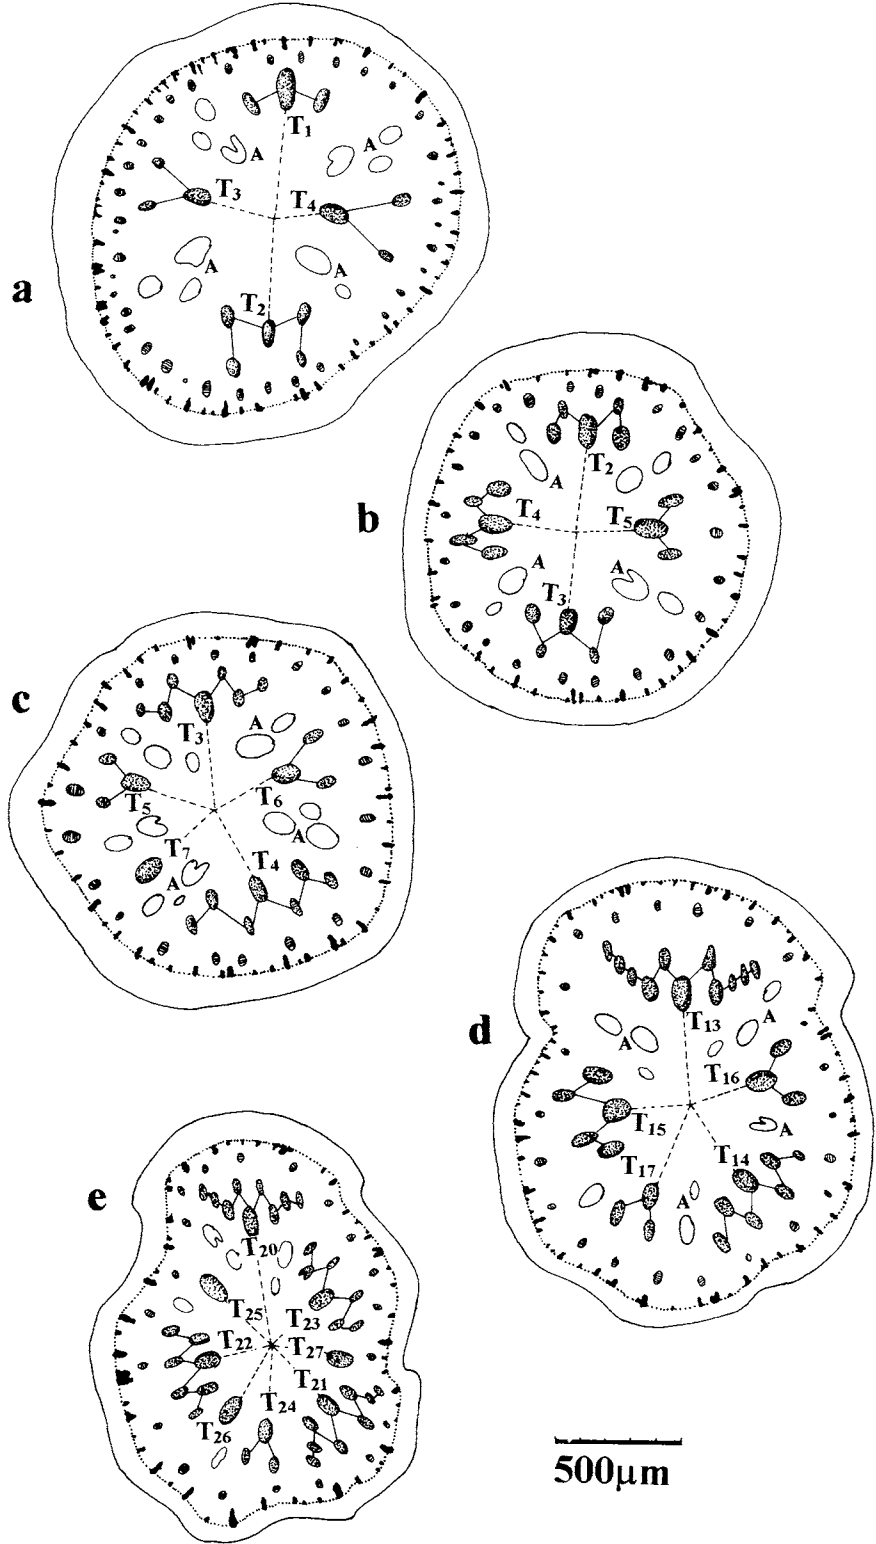 T1
A A
T3 T4
A A
a
T2
T2
A
b
T4 T5
A A
T3
c
T3 A
T5 T6
A
T7 T4
A
d
T13 A
A
T16
T15 A
T17 T14
A
e
T20
T25 T23
T22 T27
T21
T24
T26
500μm